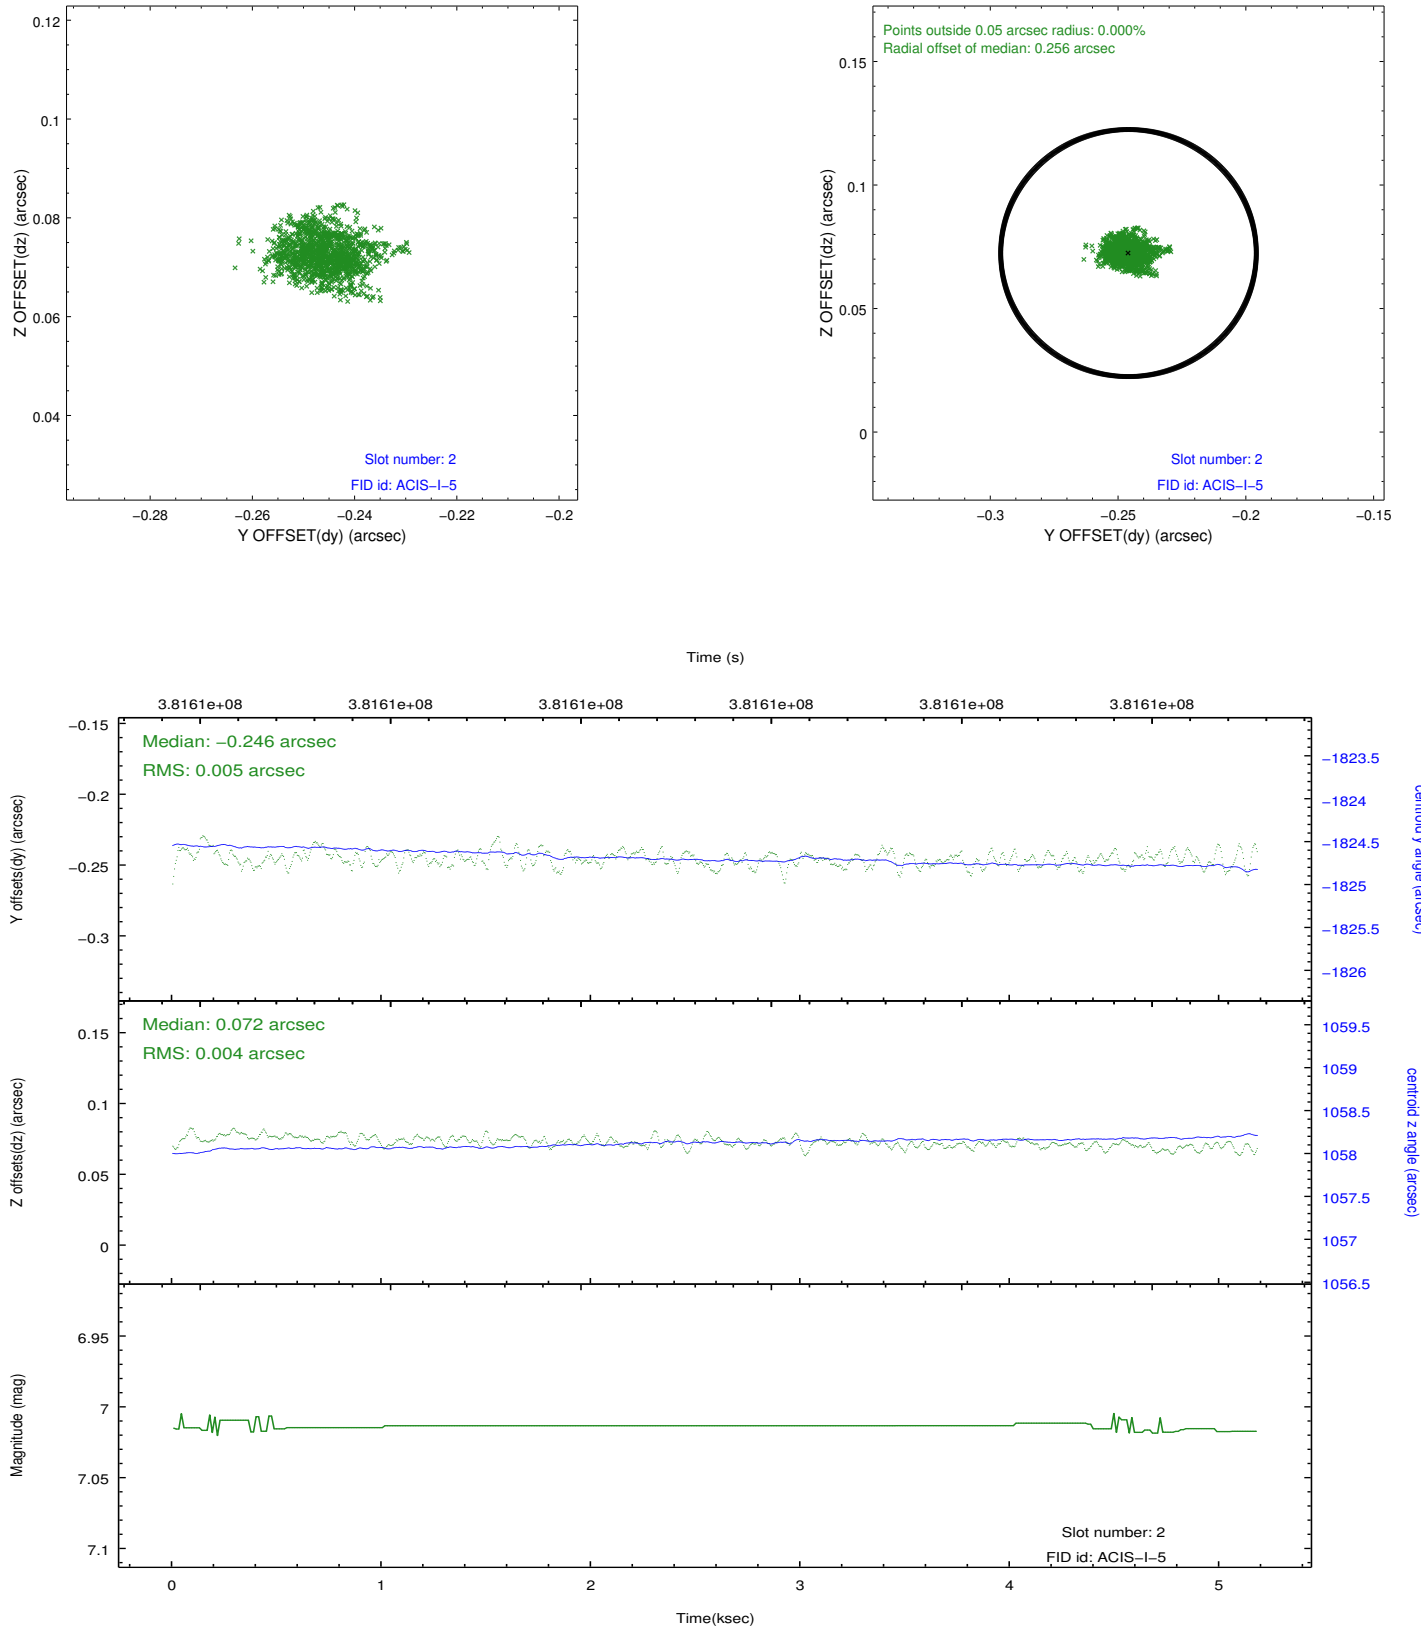 0.12
0.1
0.08
0.06
0.04
Z OFFSET(dz) (arcsec)
Slot number: 2
FID id: ACIS−I−5
−0.28
−0.26
−0.24
−0.22
−0.2
Y OFFSET(dy) (arcsec)
Points outside 0.05 arcsec radius: 0.000%
Radial offset of median: 0.256 arcsec
0.15
0.1
0.05
0
Z OFFSET(dz) (arcsec)
Slot number: 2
FID id: ACIS−I−5
−0.3
−0.25
−0.2
−0.15
Y OFFSET(dy) (arcsec)
Time (s)
3.8161e+08
3.8161e+08
3.8161e+08
3.8161e+08
3.8161e+08
3.8161e+08
Median: −0.246 arcsec
RMS: 0.005 arcsec
−0.15
−0.2
−0.25
−0.3
Y offsets(dy) (arcsec)
−1823.5
−1824
−1824.5
−1825
−1825.5
−1826
centroid y angle (arcsec)
Median: 0.072 arcsec
RMS: 0.004 arcsec
0.15
0.1
0.05
0
Z offsets(dz) (arcsec)
1059.5
1059
1058.5
1058
1057.5
1057
1056.5
centroid z angle (arcsec)
6.95
7
7.05
7.1
Magnitude (mag)
Slot number: 2
FID id: ACIS−I−5
0
1
2
3
4
5
Time(ksec)